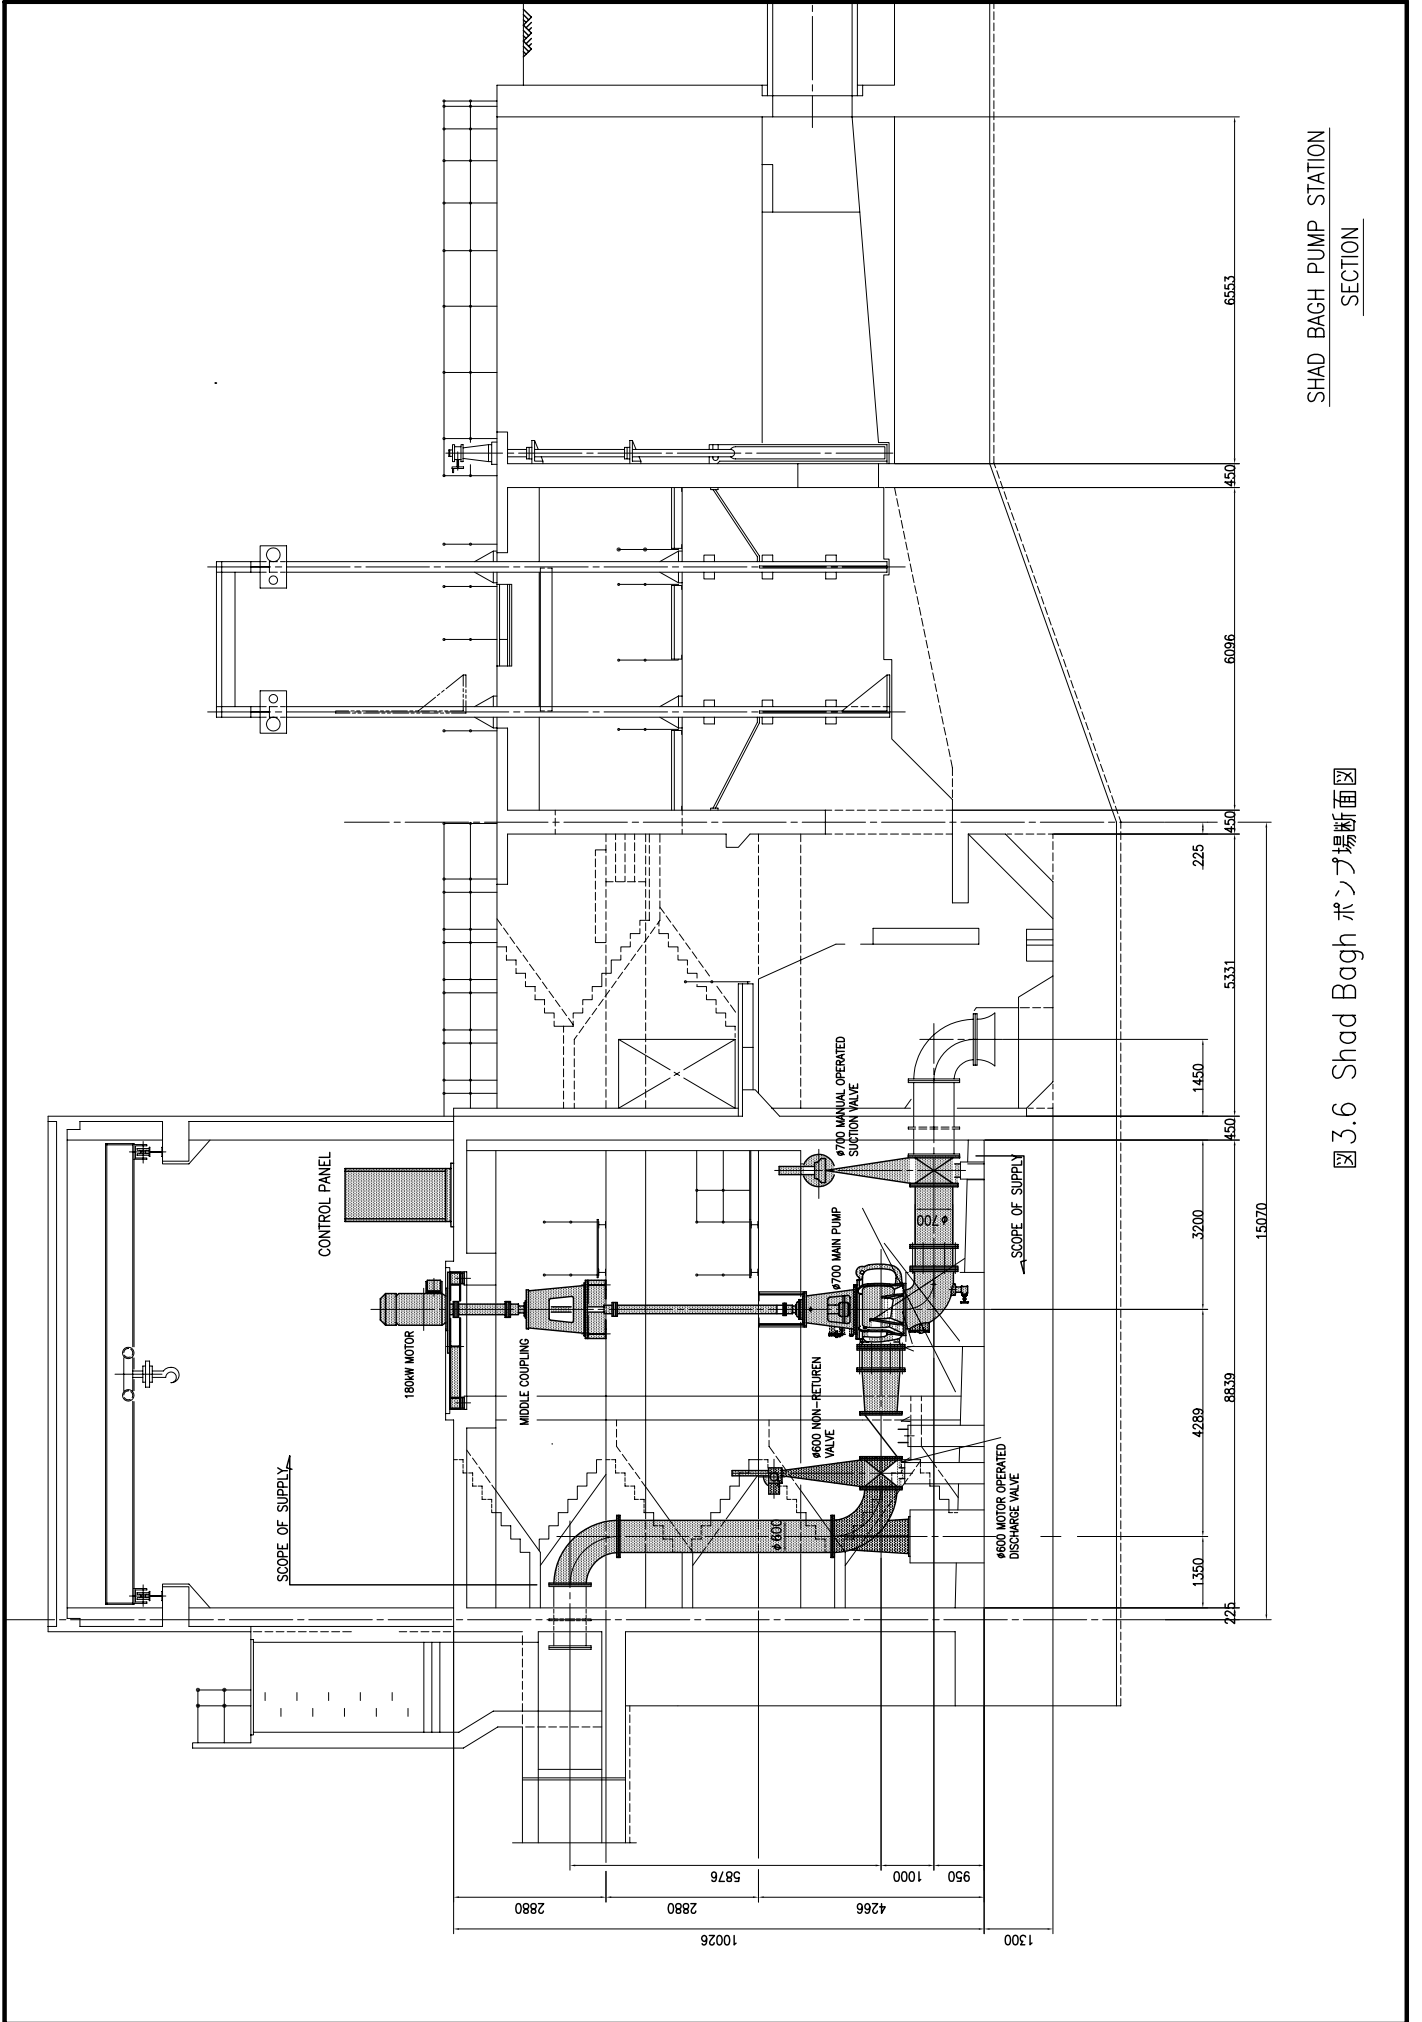 CONTROL PANEL
180kW MOTOR
MIDDLE COUPLING
SCOPE OF SUPPLY
ø700 MANUAL OPERATED
SUCTION VALVE
ø700 MAIN PUMP
ø600 NON-RETUREN
VALVE
ø600 MOTOR OPERATED
DISCHARGE VALVE
ø600
ø700
SCOPE OF SUPPLY
2880
2880
4266
10026
1300
5876
1000
950
1350
4289
3200
1450
225
225
8839
450
5331
450
6096
450
6553
15070
SHAD BAGH PUMP STATION
SECTION
図3.6 Shad Bagh ポンプ場断面図